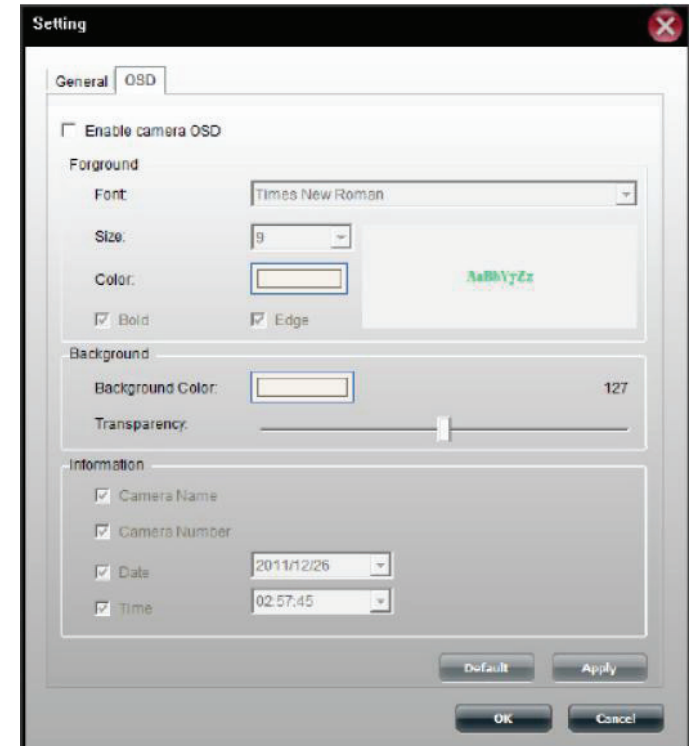 Setting
General OSD
Enable camera OSD
Forground
Font: Times New Roman
Size: 9
AaBbYyZz
Color:
Bold Edge
Background
Background Color: 127
Transparency:
Information
Camera Name
Camera Number
Date 2011/12/26
Time 02:57:45
Default Apply
OK Cancel